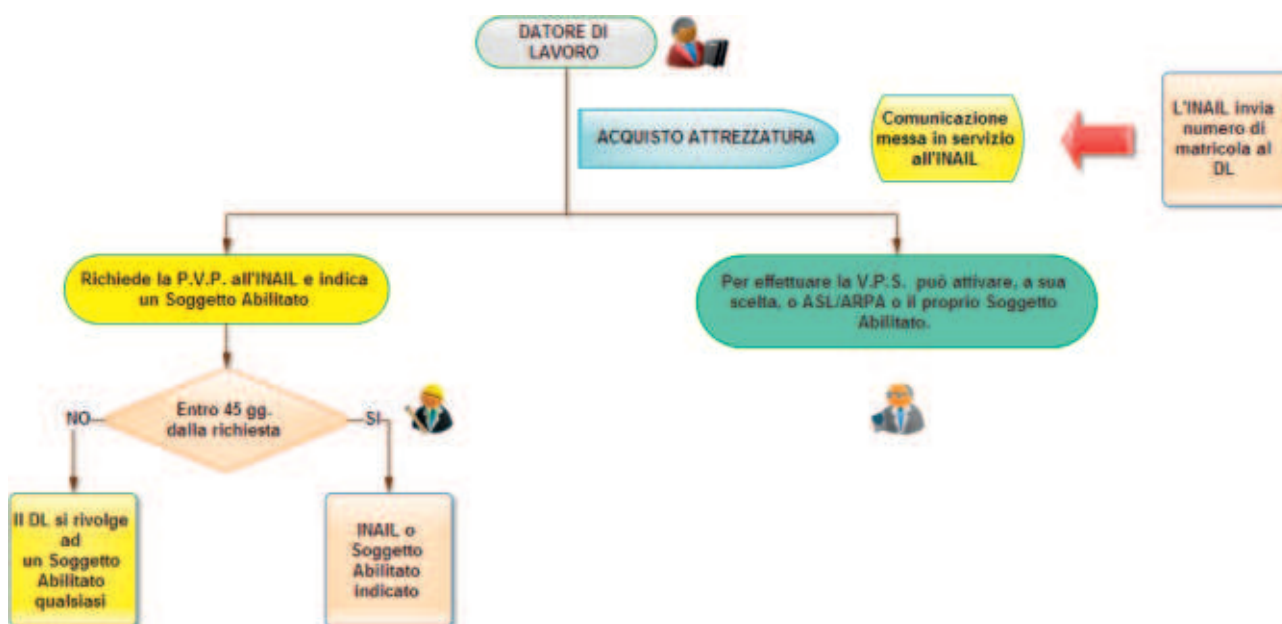 DATORE DI
LAVORO
ACQUISTO ATTREZZATURA
Comunicazione
messa in servizio
all'INAIL
L'INAIL invia
numero di
matricola al
DL
Richiede la P.V.P. all'INAIL e indica
un Soggetto Abilitato
Per effettuare la V.P.S. può attivare, a sua
scelta, o ASL/ARPA o il proprio Soggetto
Abilitato.
NO
Entro 45 gg.
dalla richiesta
SI
Il DL si rivolge
ad
un Soggetto
Abilitato
qualsiasi
INAIL o
Soggetto
Abilitato
indicato